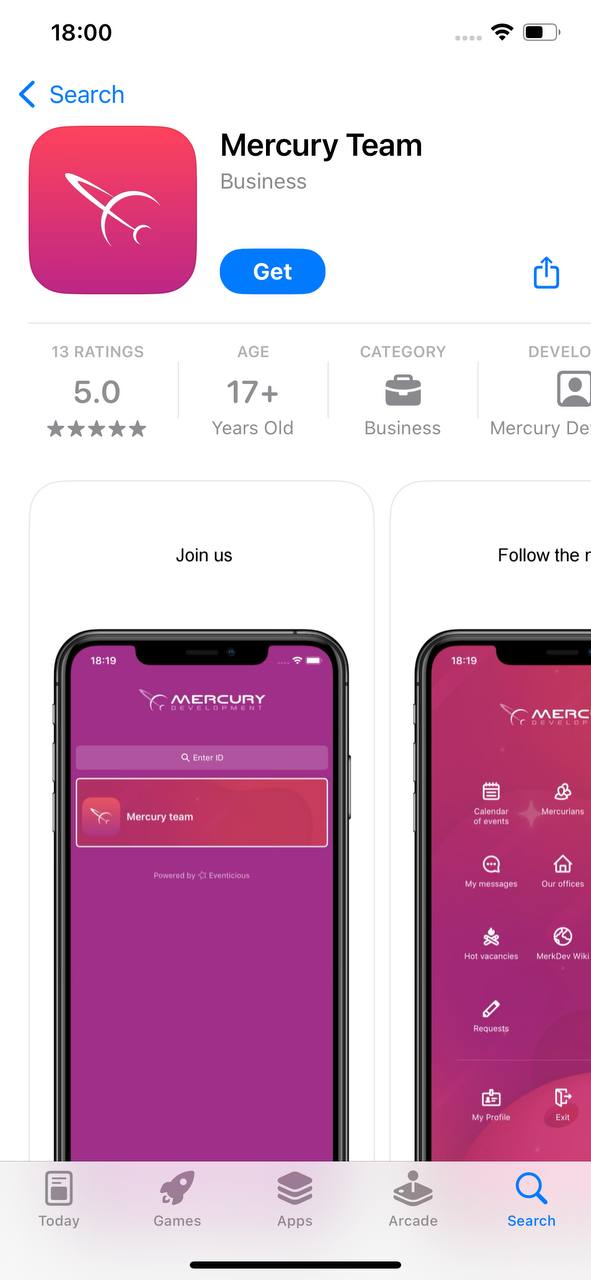 18:00
Search
Mercury Team
Business
Get
13 RATINGS
5.0
AGE
17+
Years Old
CATEGORY
Business
DEVELO
Mercury De
Join us
18:19
MERCURY
DEVELOPMENT
Enter ID
Mercury team
Powered by Eventicious
Follow the r
18:19
MERC
DEVELOP
Calendar
of events
Mercurians
My messages
Our offices
Hot vacancies
MerkDev Wiki
Requests
My Profile
Exit
Today
Games
Apps
Arcade
Search